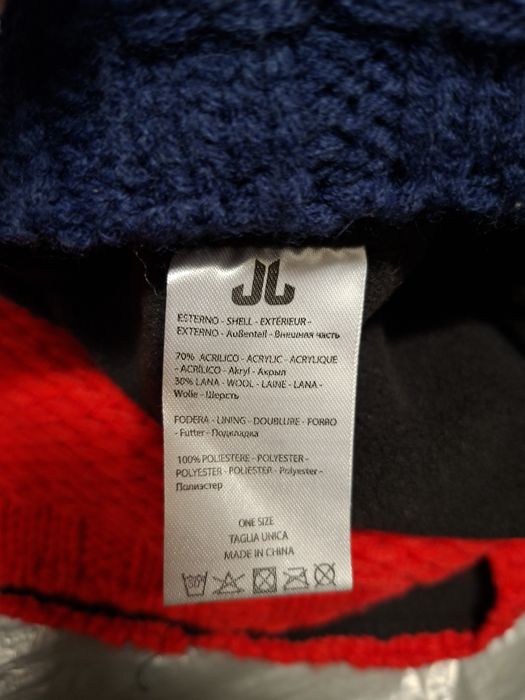 JL
ESTERNO - SHELL - EXTÉRIEUR -
EXTERNO - Außenteil - Внешная часть
70% ACRILICO - ACRYLIC - ACRYLIQUE
- ACRÍLICO - Akryl - Акрыл
30% LANA - WOOL - LAINE - LANA -
Wolle - Шерсть
FODERA - LINING - DOUBLURE - FORRO
- Futter - Подкладка
100% POLIESTERE - POLYESTER -
POLYESTER - POLIESTER - Polyester -
Полиэстер
ONE SIZE
TAGLIA UNICA
MADE IN CHINA